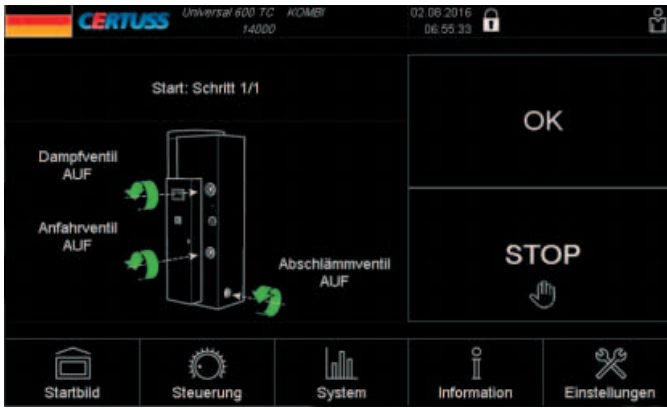 CERTUSS
Universal 600 TC KOMBI
14000
02.08.2016
06:55:33
Start: Schritt 1/1
OK
Dampfventil
AUF
Anfahrventil
AUF
Abschlämmventil
AUF
STOP
Startbild
Steuerung
System
Information
Einstellungen